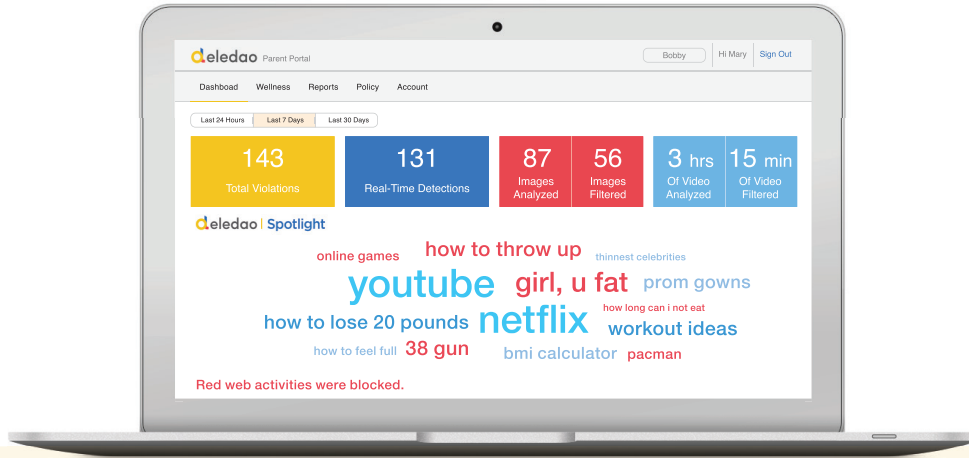 deledao Parent Portal
Bobby
Hi Mary
Sign Out
Dashboad
Wellness
Reports
Policy
Account
Last 24 Hours
Last 7 Days
Last 30 Days
143
Total Violations
131
Real-Time Detections
87
Images
Analyzed
56
Images
Filtered
3 hrs
Of Video
Analyzed
15 min
Of Video
Filtered
deledao | Spotlight
online games
how to throw up
thinnest celebrities
youtube
girl, u fat
prom gowns
how long can i not eat
how to lose 20 pounds
netflix
workout ideas
how to feel full
38 gun
bmi calculator
pacman
Red web activities were blocked.